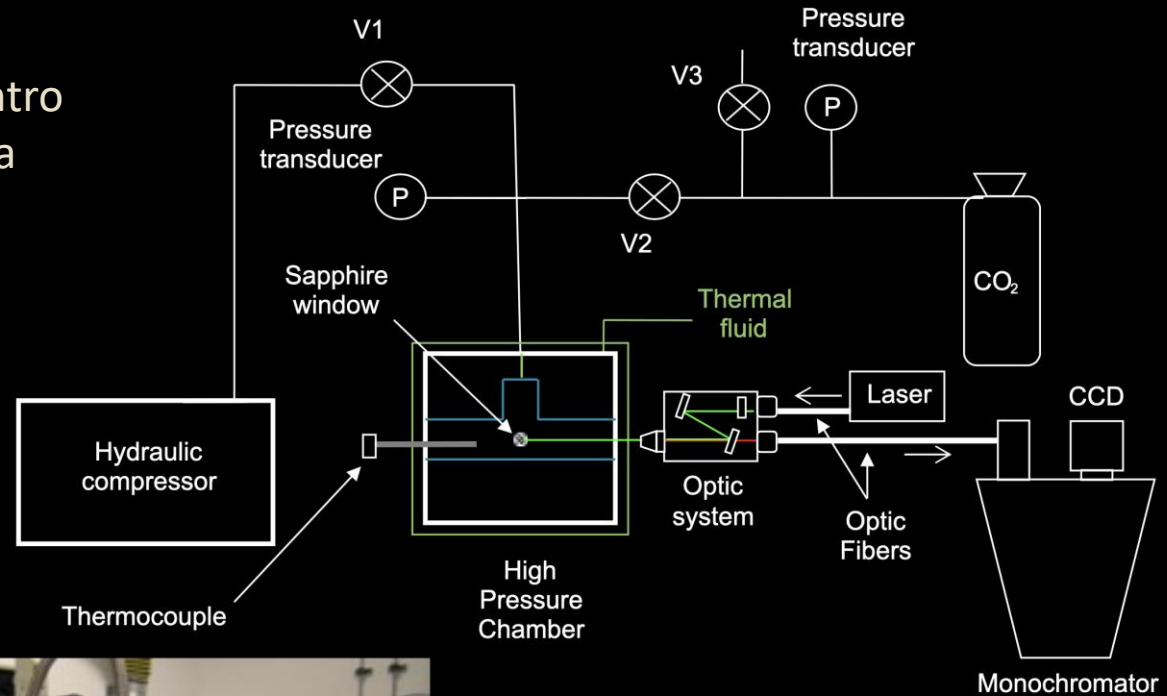 ntro
a
V1
Pressure
transducer
P
V3
Pressure
transducer
P
V2
CO₂
Sapphire
window
Thermal
fluid
Hydraulic
compressor
Laser
CCD
Optic
system
Optic
Fibers
High
Pressure
Chamber
Thermocouple
Monochromator